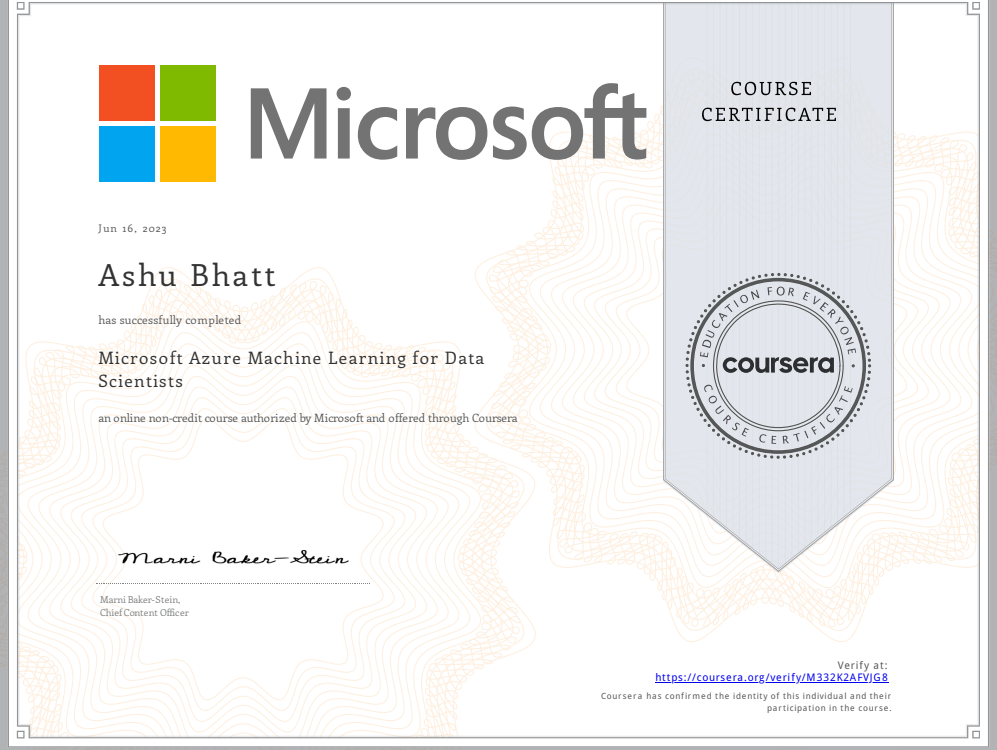 Microsoft
COURSE
CERTIFICATE
Jun 16, 2023
Ashu Bhatt
has successfully completed
Microsoft Azure Machine Learning for Data
Scientists
an online non-credit course authorized by Microsoft and offered through Coursera
EDUCATION FOR EVERYONE
coursera
COURSE CERTIFICATE
Marni Baker-Stein
Marni Baker-Stein,
Chief Content Officer
Verify at:
https://coursera.org/verify/M332K2AFVJG8
Coursera has confirmed the identity of this individual and their
participation in the course.